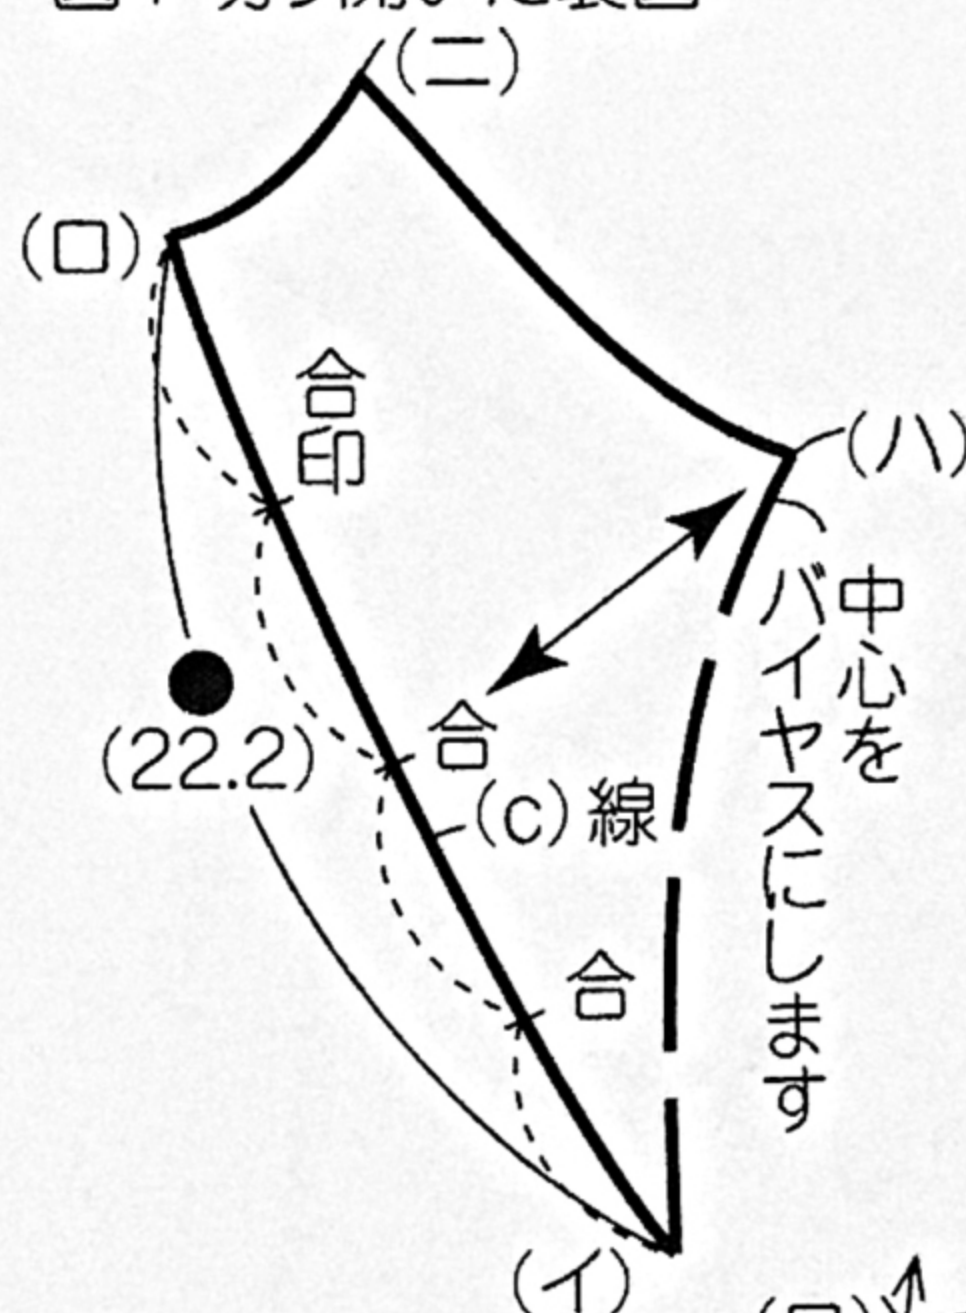 (ニ)
(ロ)
合印
(ハ)
中心を
バイヤスにします
合
(c)線
●
(22.2)
合
(イ)